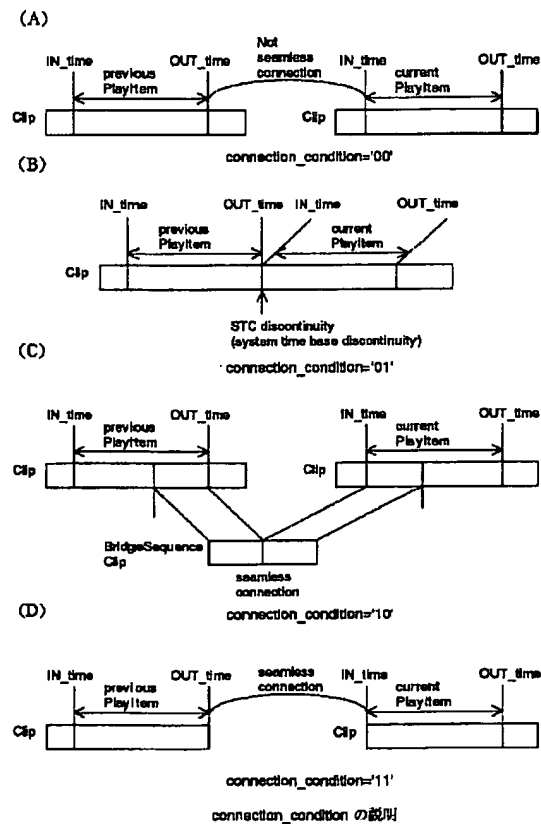 (A)
Not
seamless
connection
IN_time
previous
PlayItem
OUT_time
IN_time
current
PlayItem
OUT_time
Clip
Clip
connection_condition='00'
(B)
IN_time
previous
PlayItem
OUT_time
IN_time
current
PlayItem
OUT_time
Clip
STC discontinuity
(system time base discontinuity)
connection_condition='01'
(C)
IN_time
previous
PlayItem
OUT_time
IN_time
current
PlayItem
OUT_time
Clip
Clip
BridgeSequence
Clip
seamless
connection
connection_condition='10'
(D)
IN_time
previous
PlayItem
OUT_time
seamless
connection
IN_time
current
PlayItem
OUT_time
Clip
Clip
connection_condition='11'
connection_condition の説明